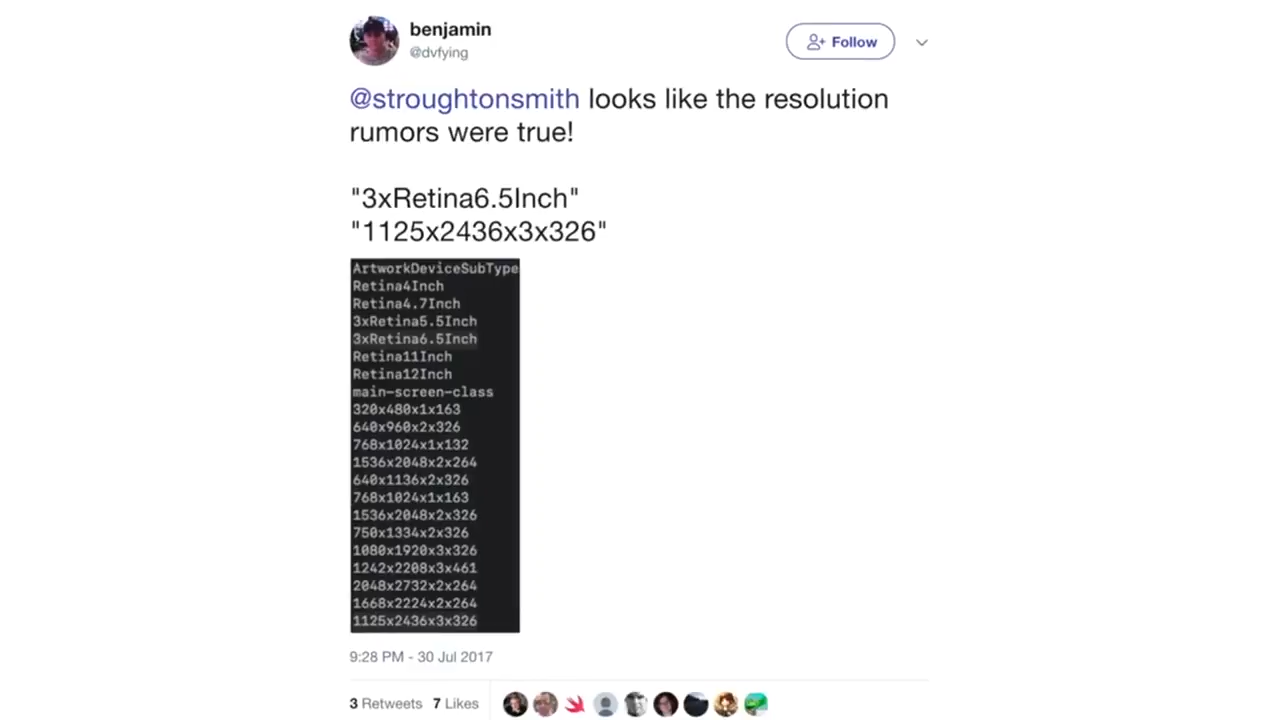 benjamin
@dvfying
Follow
@stroughtonsmith looks like the resolution
rumors were true!
"3xRetina6.5Inch"
"1125x2436x3x326"
ArtworkDeviceSubType
Retina4Inch
Retina4.7Inch
3xRetina5.5Inch
3xRetina6.5Inch
Retina11Inch
Retina12Inch
main-screen-class
320x480x1x163
640x960x2x326
768x1024x1x132
1536x2048x2x264
640x1136x2x326
768x1024x1x163
1536x2048x2x326
750x1334x2x326
1080x1920x3x326
1242x2208x3x461
2048x2732x2x264
1668x2224x2x264
1125x2436x3x326
9:28 PM - 30 Jul 2017
3 Retweets 7 Likes